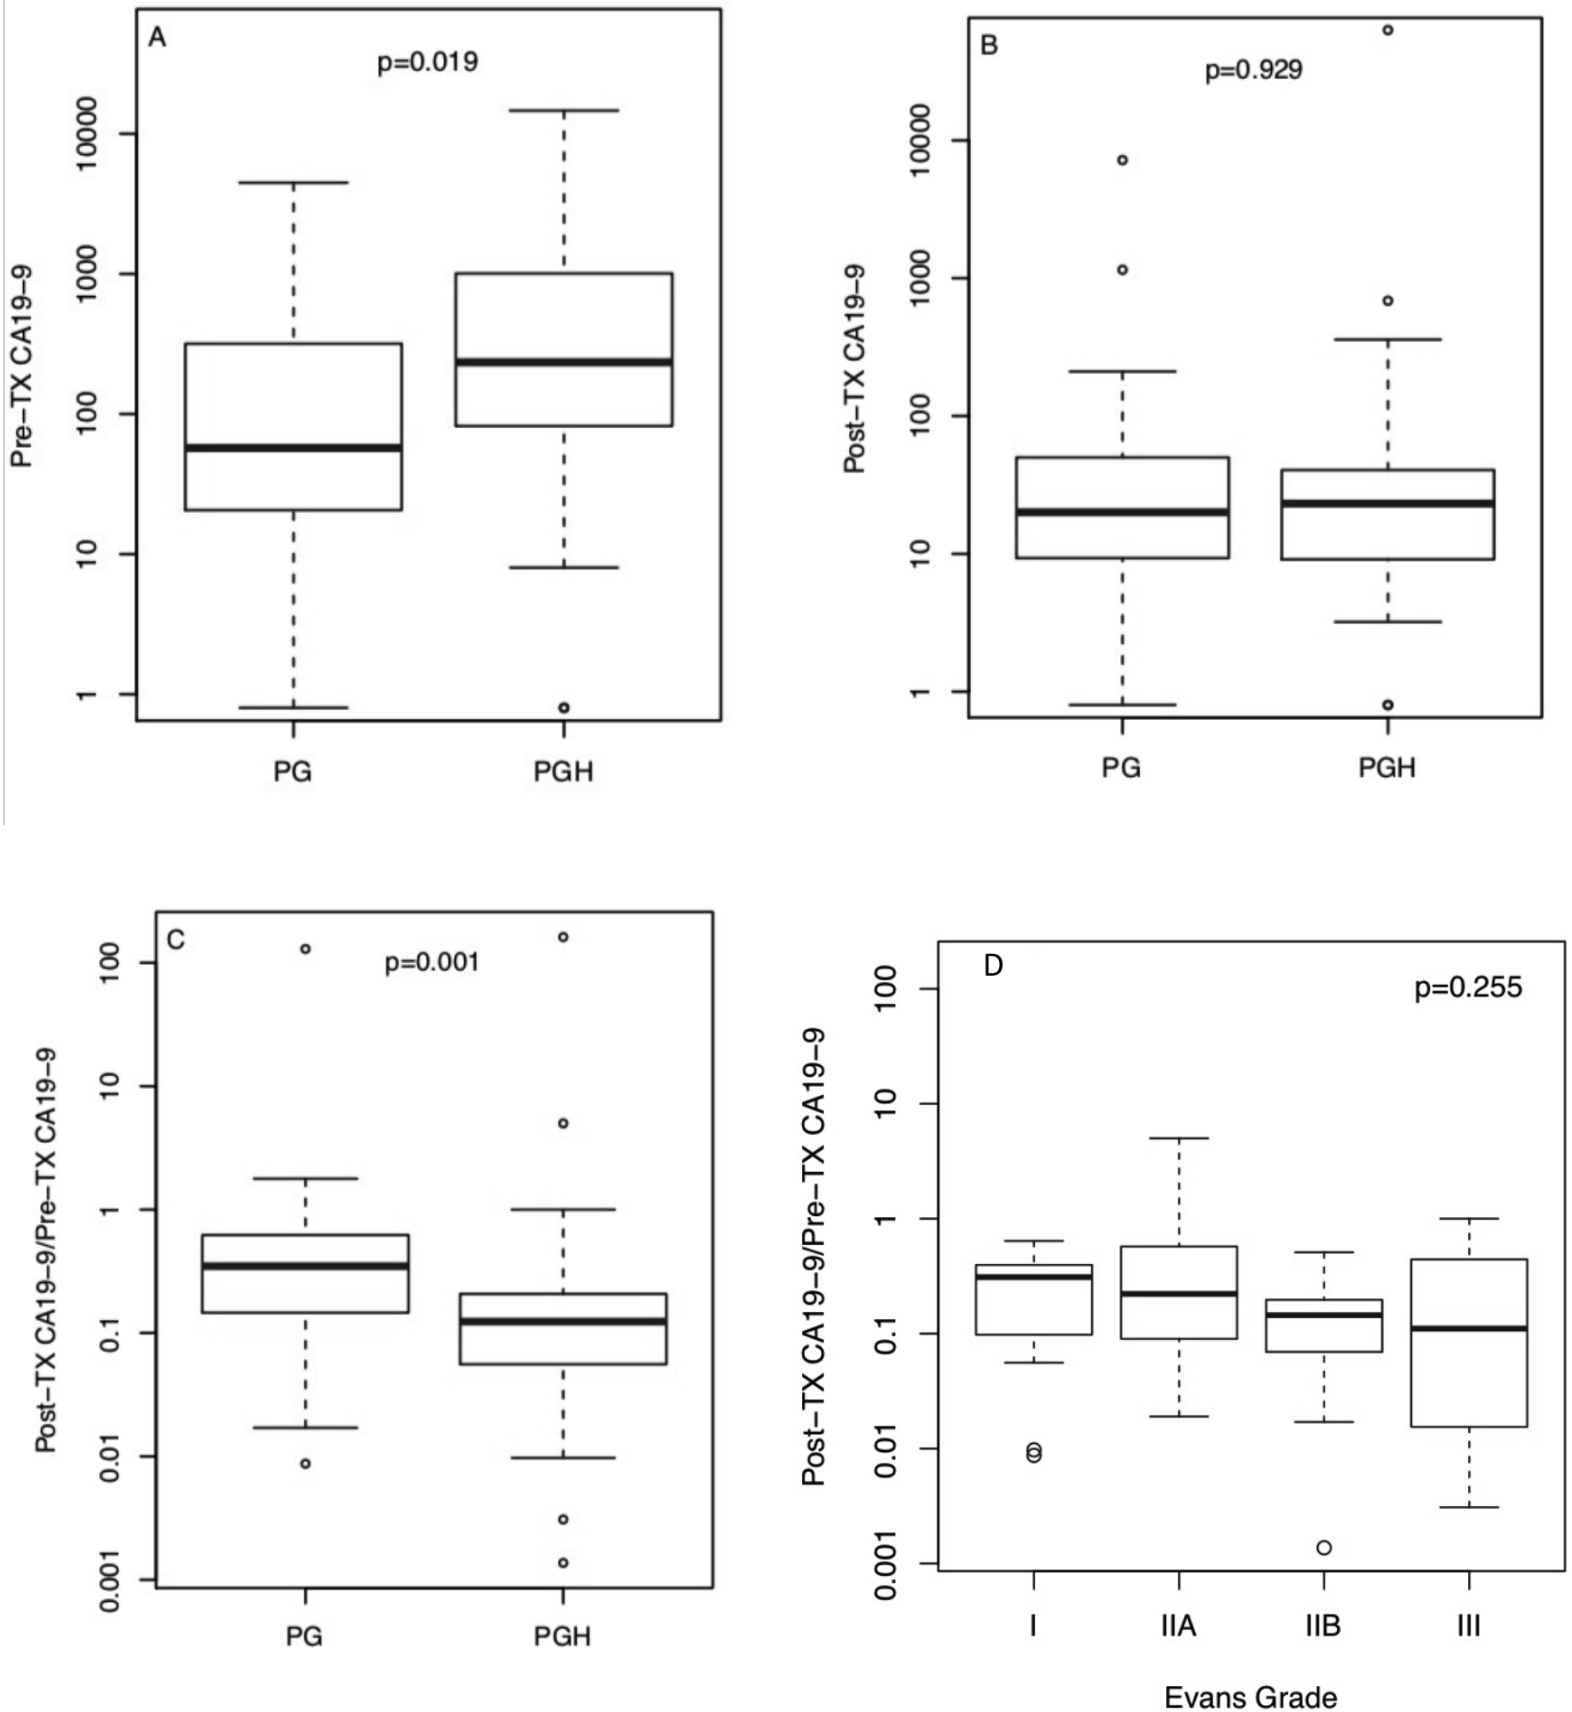 A
p=0.019
Pre-TX CA19-9
10000
1000
100
10
1
PG
PGH
B
p=0.929
Post-TX CA19-9
10000
1000
100
10
1
PG
PGH
C
p=0.001
Post-TX CA19-9/Pre-TX CA19-9
100
10
1
0.1
0.01
0.001
PG
PGH
D
p=0.255
Post-TX CA19-9/Pre-TX CA19-9
100
10
1
0.1
0.01
0.001
I
IIA
IIB
III
Evans Grade